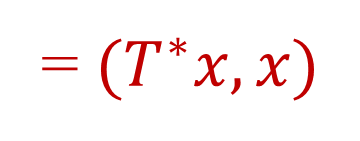 = (T*x, x)